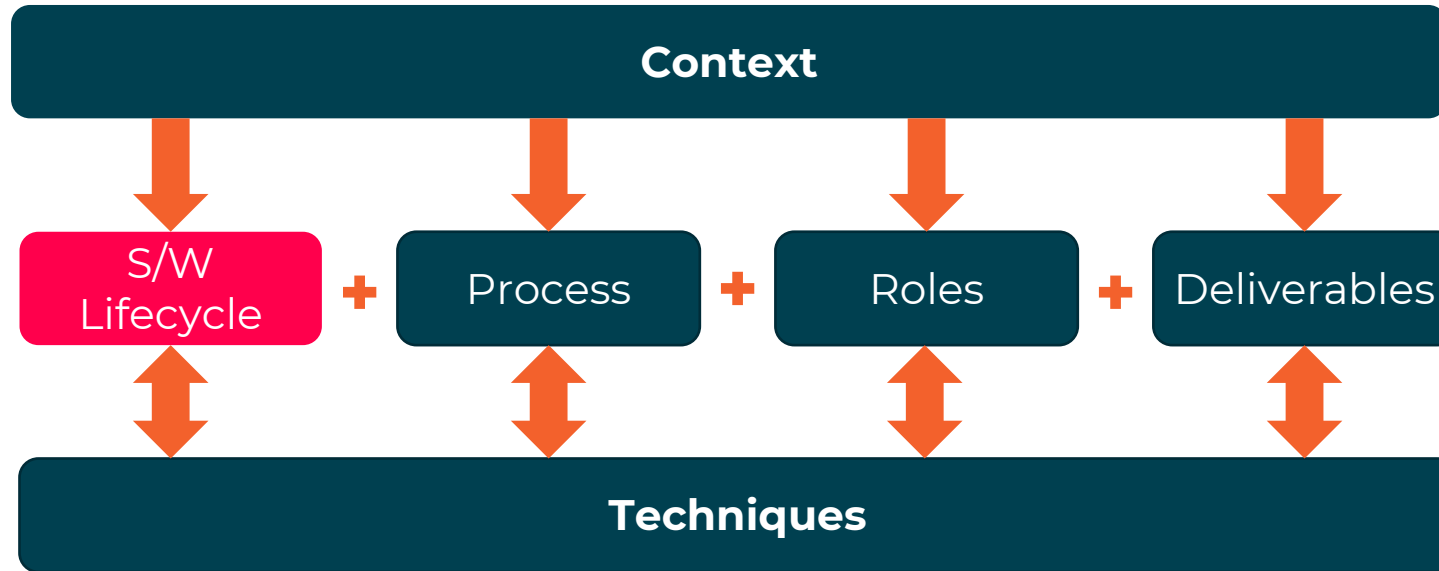 Context
S/W
Lifecycle
Process
Roles
Deliverables
Techniques